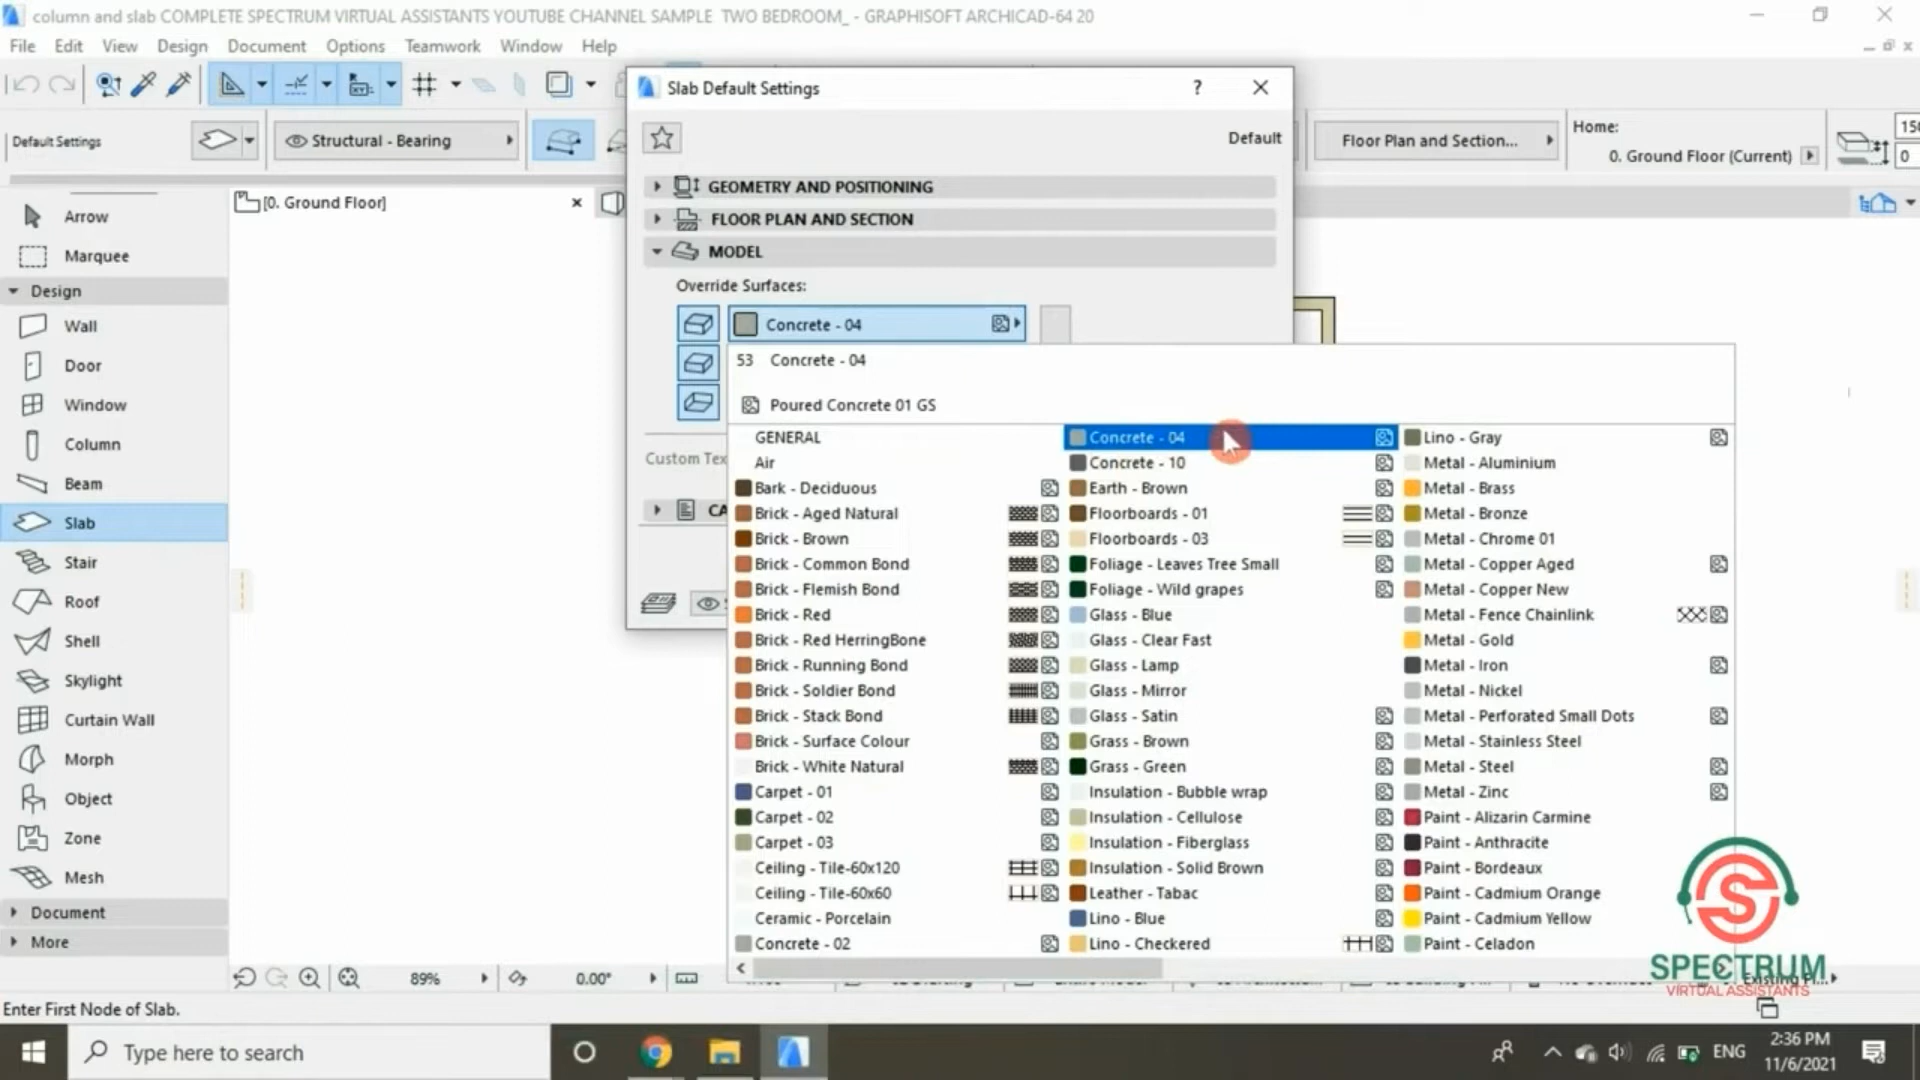 column and slab COMPLETE SPECTRUM VIRTUAL ASSISTANTS YOUTUBE CHANNEL SAMPLE TWO BEDROOM_ - GRAPHISOFT ARCHICAD-64 20
File Edit View Design Document Options Teamwork Window Help
Slab Default Settings
?
Default
Default Settings
Structural - Bearing
Floor Plan and Section...
Home:
0. Ground Floor (Current)
0
[0. Ground Floor]
GEOMETRY AND POSITIONING
FLOOR PLAN AND SECTION
MODEL
Override Surfaces:
Concrete - 04
53 Concrete - 04
Poured Concrete 01 GS
Custom Tex
CA
Arrow
Marquee
Design
Wall
Door
Window
Column
Beam
Slab
Stair
Roof
Shell
Skylight
Curtain Wall
Morph
Object
Zone
Mesh
Document
More
GENERAL
Air
Bark - Deciduous
Brick - Aged Natural
Brick - Brown
Brick - Common Bond
Brick - Flemish Bond
Brick - Red
Brick - Red HerringBone
Brick - Running Bond
Brick - Soldier Bond
Brick - Stack Bond
Brick - Surface Colour
Brick - White Natural
Carpet - 01
Carpet - 02
Carpet - 03
Ceiling - Tile-60x120
Ceiling - Tile-60x60
Ceramic - Porcelain
Concrete - 02
Concrete - 04
Concrete - 10
Earth - Brown
Floorboards - 01
Floorboards - 03
Foliage - Leaves Tree Small
Foliage - Wild grapes
Glass - Blue
Glass - Clear Fast
Glass - Lamp
Glass - Mirror
Glass - Satin
Grass - Brown
Grass - Green
Insulation - Bubble wrap
Insulation - Cellulose
Insulation - Fiberglass
Insulation - Solid Brown
Leather - Tabac
Lino - Blue
Lino - Checkered
Lino - Gray
Metal - Aluminium
Metal - Brass
Metal - Bronze
Metal - Chrome 01
Metal - Copper Aged
Metal - Copper New
Metal - Fence Chainlink
Metal - Gold
Metal - Iron
Metal - Nickel
Metal - Perforated Small Dots
Metal - Stainless Steel
Metal - Steel
Metal - Zinc
Paint - Alizarin Carmine
Paint - Anthracite
Paint - Bordeaux
Paint - Cadmium Orange
Paint - Cadmium Yellow
Paint - Celadon
89% 0.00°
SPECTRUM
VIRTUAL ASSISTANTS
Enter First Node of Slab.
Type here to search
ENG
2:36 PM
11/6/2021